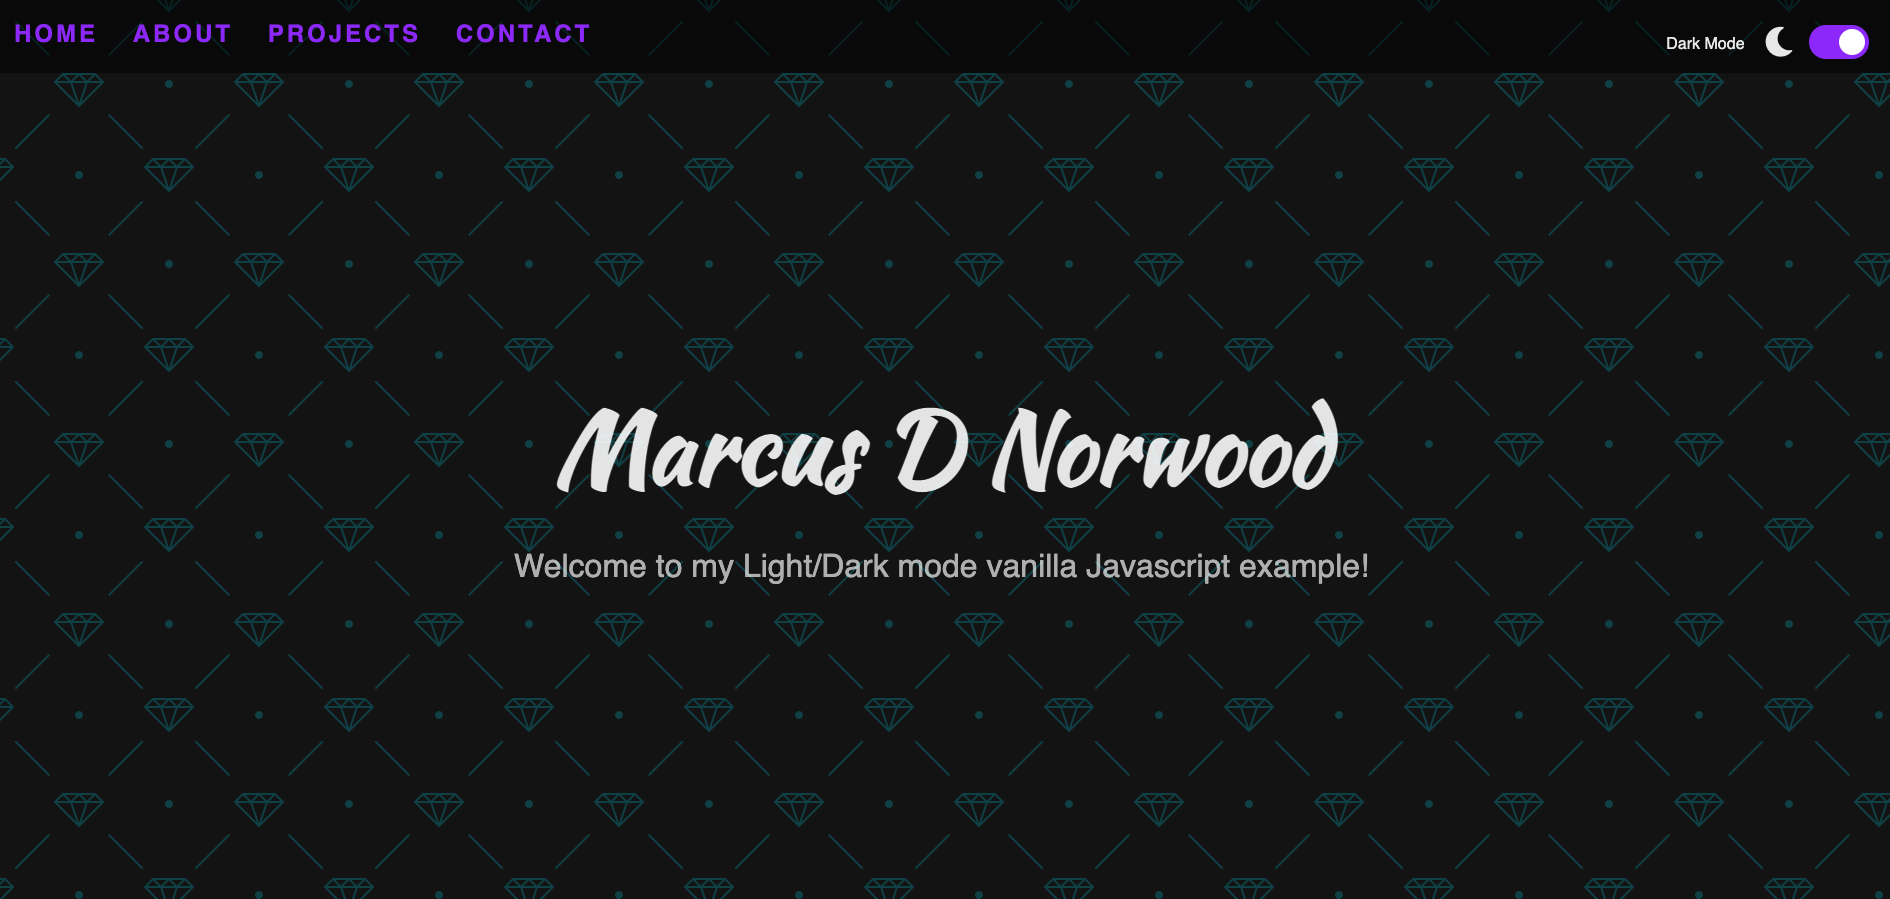 HOME ABOUT PROJECTS CONTACT Dark Mode
Marcus D Norwood
Welcome to my Light/Dark mode vanilla Javascript example!